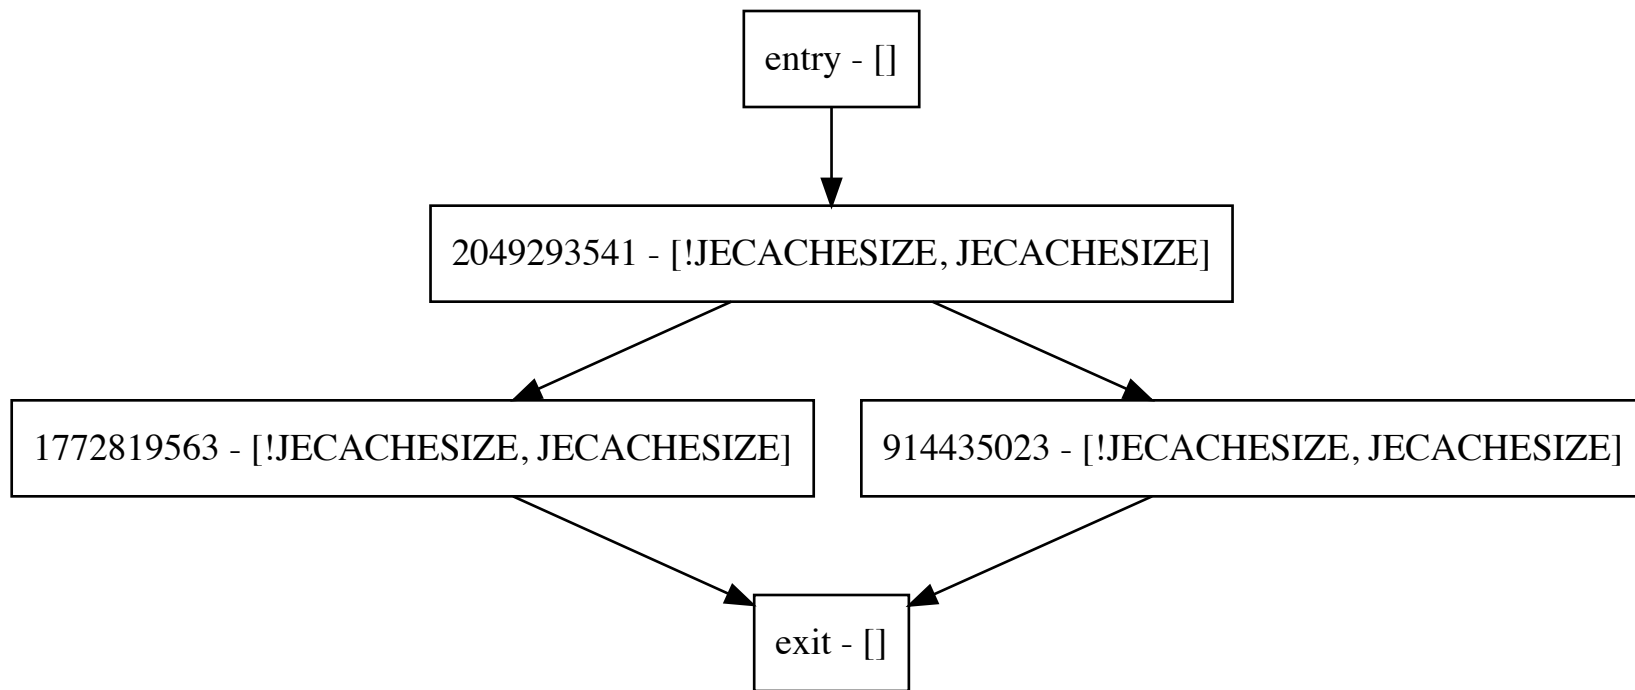 entry - []
2049293541 - [!JECACHESIZE, JECACHESIZE]
1772819563 - [!JECACHESIZE, JECACHESIZE]
914435023 - [!JECACHESIZE, JECACHESIZE]
exit - []